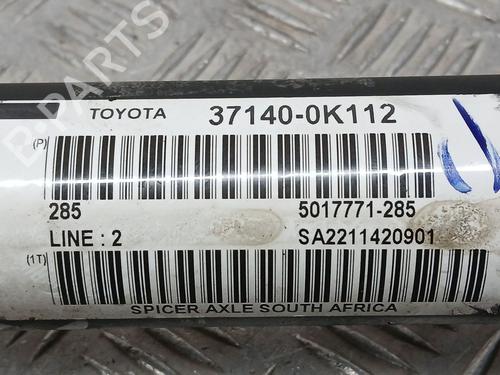 B-PARTS
TOYOTA 37140-0K112
(P)
285 5017771-285
LINE : 2 SA2211420901
(1T)
SPICER AXLE SOUTH AFRICA